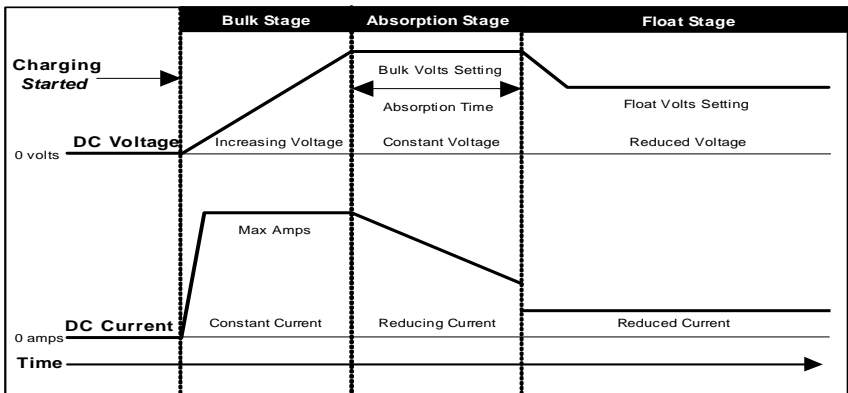 Bulk Stage Absorption Stage Float Stage
Charging
Started
Bulk Volts Setting
Absorption Time
Float Volts Setting
DC Voltage
0 volts
Increasing Voltage Constant Voltage Reduced Voltage
Max Amps
DC Current
0 amps
Constant Current Reducing Current Reduced Current
Time